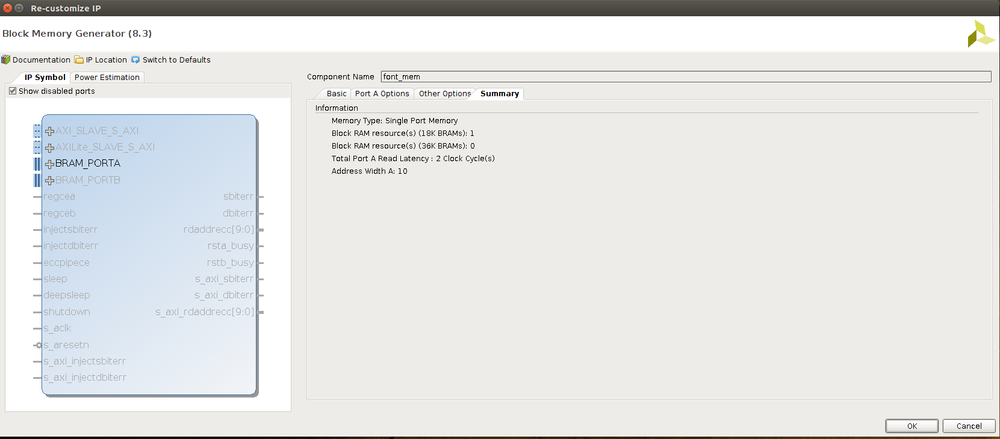 Re-customize IP
Block Memory Generator (8.3)
Documentation IP Location Switch to Defaults
IP Symbol Power Estimation
Show disabled ports
AXI_SLAVE_S_AXI
AXILite_SLAVE_S_AXI
BRAM_PORTA
BRAM_PORTB
regcea sbiterr
regceb dbiterr
injectsbiterr rdaddrecc[9:0]
injectdbiterr rsta_busy
eccpipece rstb_busy
sleep s_axi_sbiterr
deepsleep s_axi_dbiterr
shutdown s_axi_rdaddrecc[9:0]
s_aclk
s_aresetn
s_axi_injectsbiterr
s_axi_injectdbiterr
Component Name font_mem
Basic Port A Options Other Options Summary
Information
Memory Type: Single Port Memory
Block RAM resource(s) (18K BRAMs): 1
Block RAM resource(s) (36K BRAMs): 0
Total Port A Read Latency : 2 Clock Cycle(s)
Address Width A: 10
OK Cancel